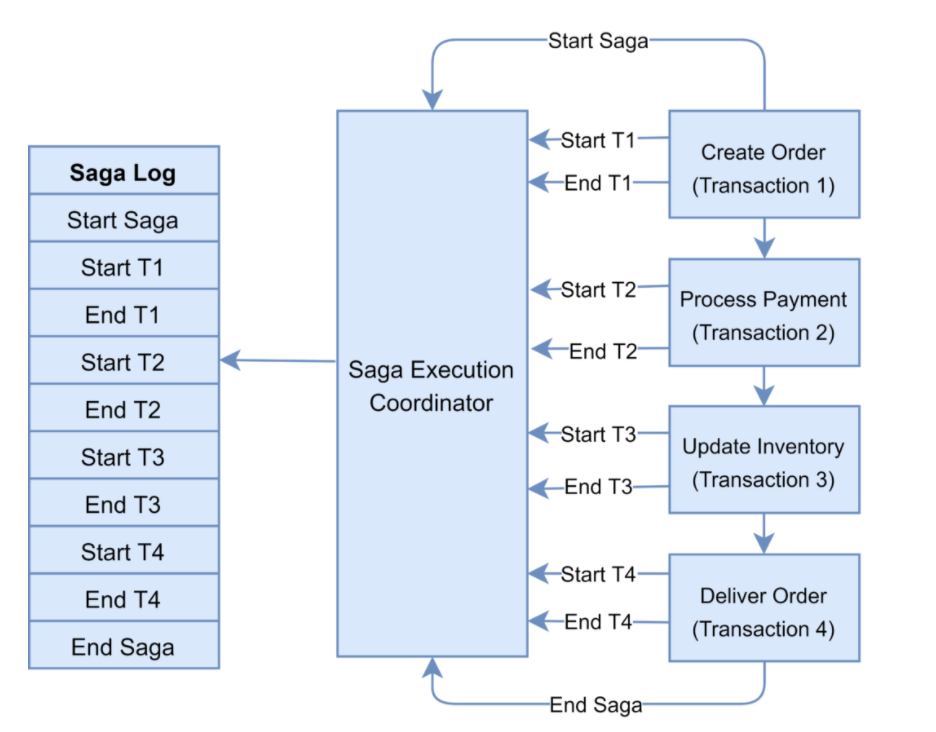 Start Saga
Saga Log
Start Saga
Start T1
End T1
Start T2
End T2
Start T3
End T3
Start T4
End T4
End Saga
Saga Execution
Coordinator
Start T1
End T1
Start T2
End T2
Start T3
End T3
Start T4
End T4
Create Order
(Transaction 1)
Process Payment
(Transaction 2)
Update Inventory
(Transaction 3)
Deliver Order
(Transaction 4)
End Saga